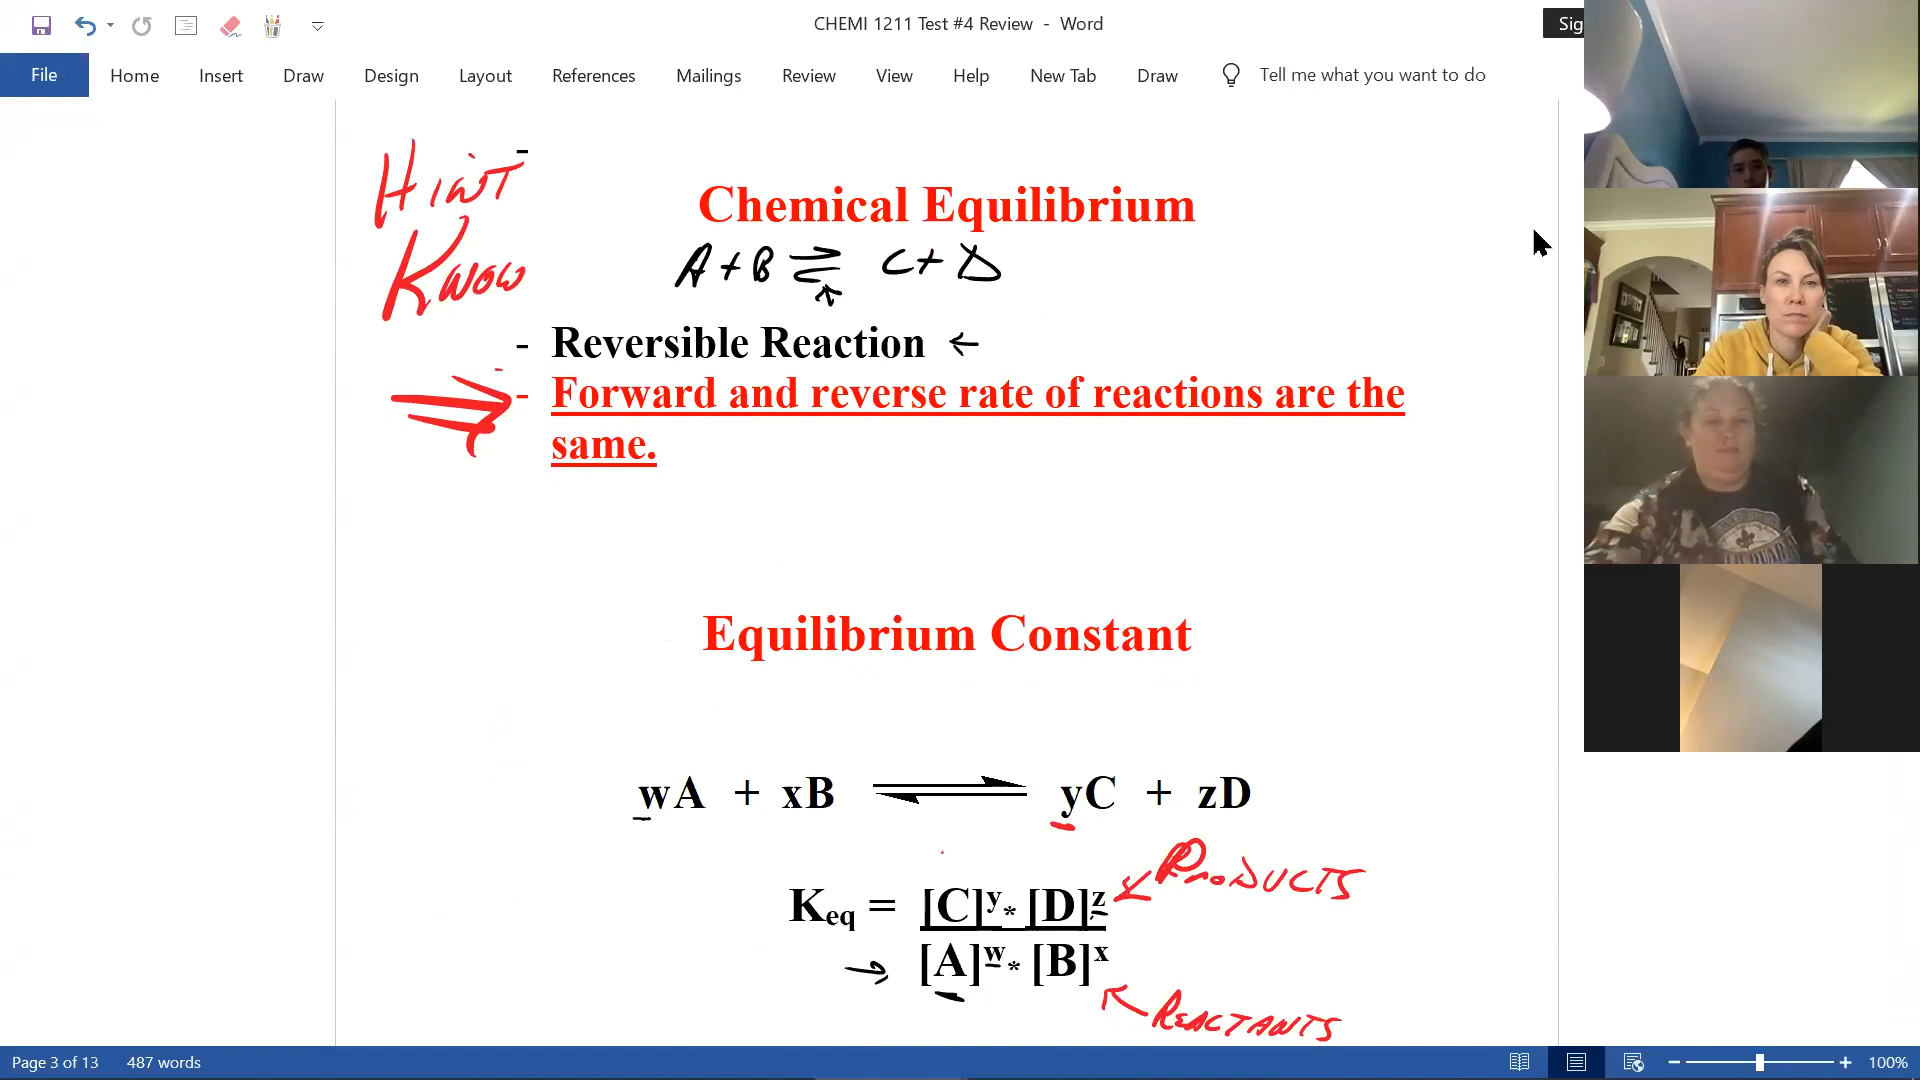 CHEMI 1211 Test #4 Review - Word
Sig
File Home Insert Draw Design Layout References Mailings Review View Help New Tab Draw Tell me what you want to do
Hint
Know
-
Chemical Equilibrium
A + B ⇌ C + D
- Reversible Reaction ←
- Forward and reverse rate of reactions are the
same.
Equilibrium Constant
wA + xB ⇌ yC + zD
Products
Keq = [C]^y * [D]^z
→ [A]^w * [B]^x
Reactants
Page 3 of 13 487 words 100%